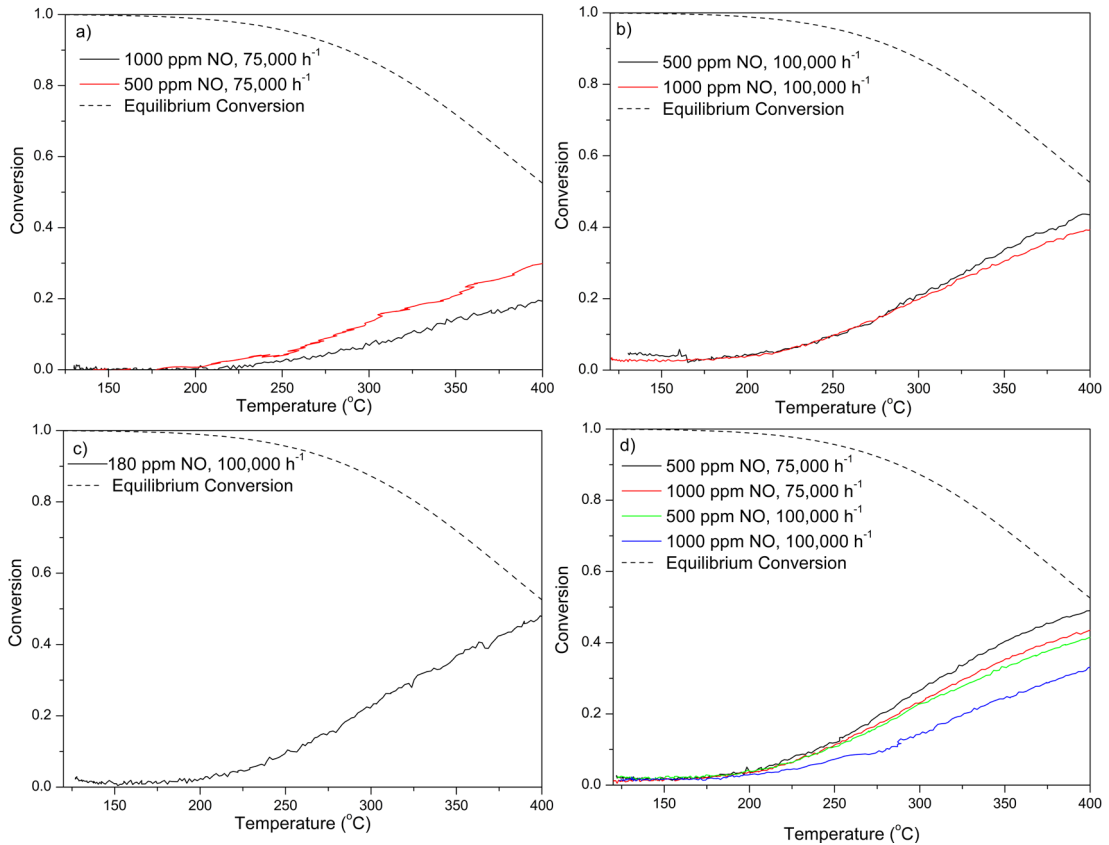 a)
1000 ppm NO, 75,000 h⁻¹
500 ppm NO, 75,000 h⁻¹
Equilibrium Conversion
1.0
0.8
0.6
0.4
0.2
0.0
Conversion
150 200 250 300 350 400
Temperature (°C)
b)
500 ppm NO, 100,000 h⁻¹
1000 ppm NO, 100,000 h⁻¹
Equilibrium Conversion
1.0
0.8
0.6
0.4
0.2
0.0
Conversion
150 200 250 300 350 400
Temperature (°C)
c)
180 ppm NO, 100,000 h⁻¹
Equilibrium Conversion
1.0
0.8
0.6
0.4
0.2
0.0
Conversion
150 200 250 300 350 400
Temperature (°C)
d)
500 ppm NO, 75,000 h⁻¹
1000 ppm NO, 75,000 h⁻¹
500 ppm NO, 100,000 h⁻¹
1000 ppm NO, 100,000 h⁻¹
Equilibrium Conversion
1.0
0.8
0.6
0.4
0.2
0.0
Conversion
150 200 250 300 350 400
Temperature (°C)